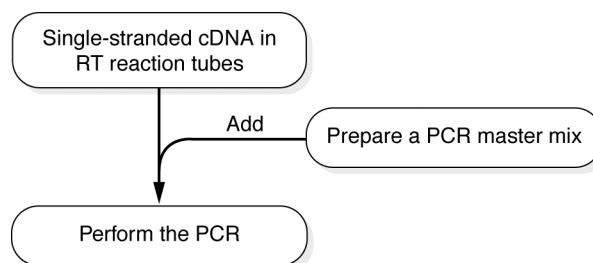 Single-stranded cDNA in
RT reaction tubes
Add
Prepare a PCR master mix
Perform the PCR